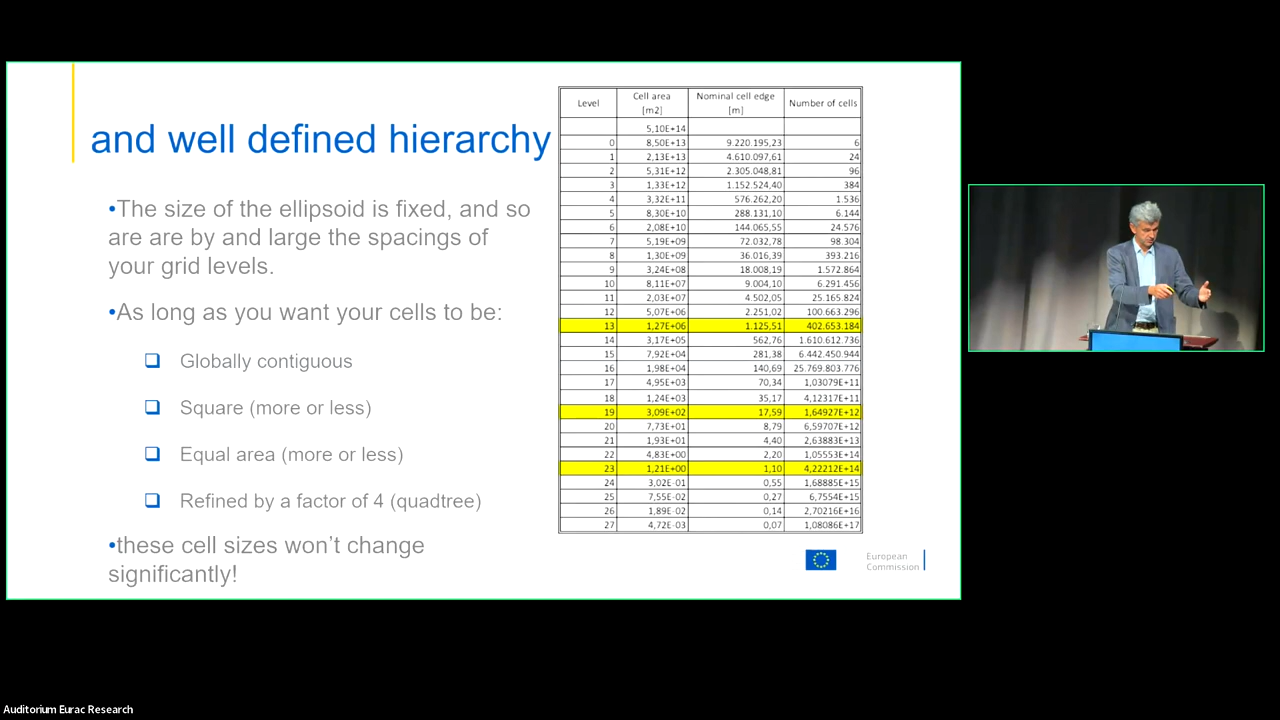 and well defined hierarchy
•The size of the ellipsoid is fixed, and so
are are by and large the spacings of
your grid levels.
•As long as you want your cells to be:
Globally contiguous
Square (more or less)
Equal area (more or less)
Refined by a factor of 4 (quadtree)
•these cell sizes won't change
significantly!
Level Cell area [m2] Nominal cell edge [m] Number of cells
5,10E+14
0 8,50E+13 9.220.195,23 6
1 2,13E+13 4.610.097,61 24
2 5,31E+12 2.305.048,81 96
3 1,33E+12 1.152.524,40 384
4 3,32E+11 576.262,20 1.536
5 8,30E+10 288.131,10 6.144
6 2,08E+10 144.065,55 24.576
7 5,19E+09 72.032,78 98.304
8 1,30E+09 36.016,39 393.216
9 3,24E+08 18.008,19 1.572.864
10 8,11E+07 9.004,10 6.291.456
11 2,03E+07 4.502,05 25.165.824
12 5,07E+06 2.251,02 100.663.296
13 1,27E+06 1.125,51 402.653.184
14 3,17E+05 562,76 1.610.612.736
15 7,92E+04 281,38 6.442.450.944
16 1,98E+04 140,69 25.769.803.776
17 4,95E+03 70,34 1,03079E+11
18 1,24E+03 35,17 4,12317E+11
19 3,09E+02 17,59 1,64927E+12
20 7,73E+01 8,79 6,59707E+12
21 1,93E+01 4,40 2,63883E+13
22 4,83E+00 2,20 1,05553E+14
23 1,21E+00 1,10 4,22212E+14
24 3,02E-01 0,55 1,68885E+15
25 7,55E-02 0,27 6,7554E+15
26 1,89E-02 0,14 2,70216E+16
27 4,72E-03 0,07 1,08086E+17
European
Commission
Auditorium Eurac Research